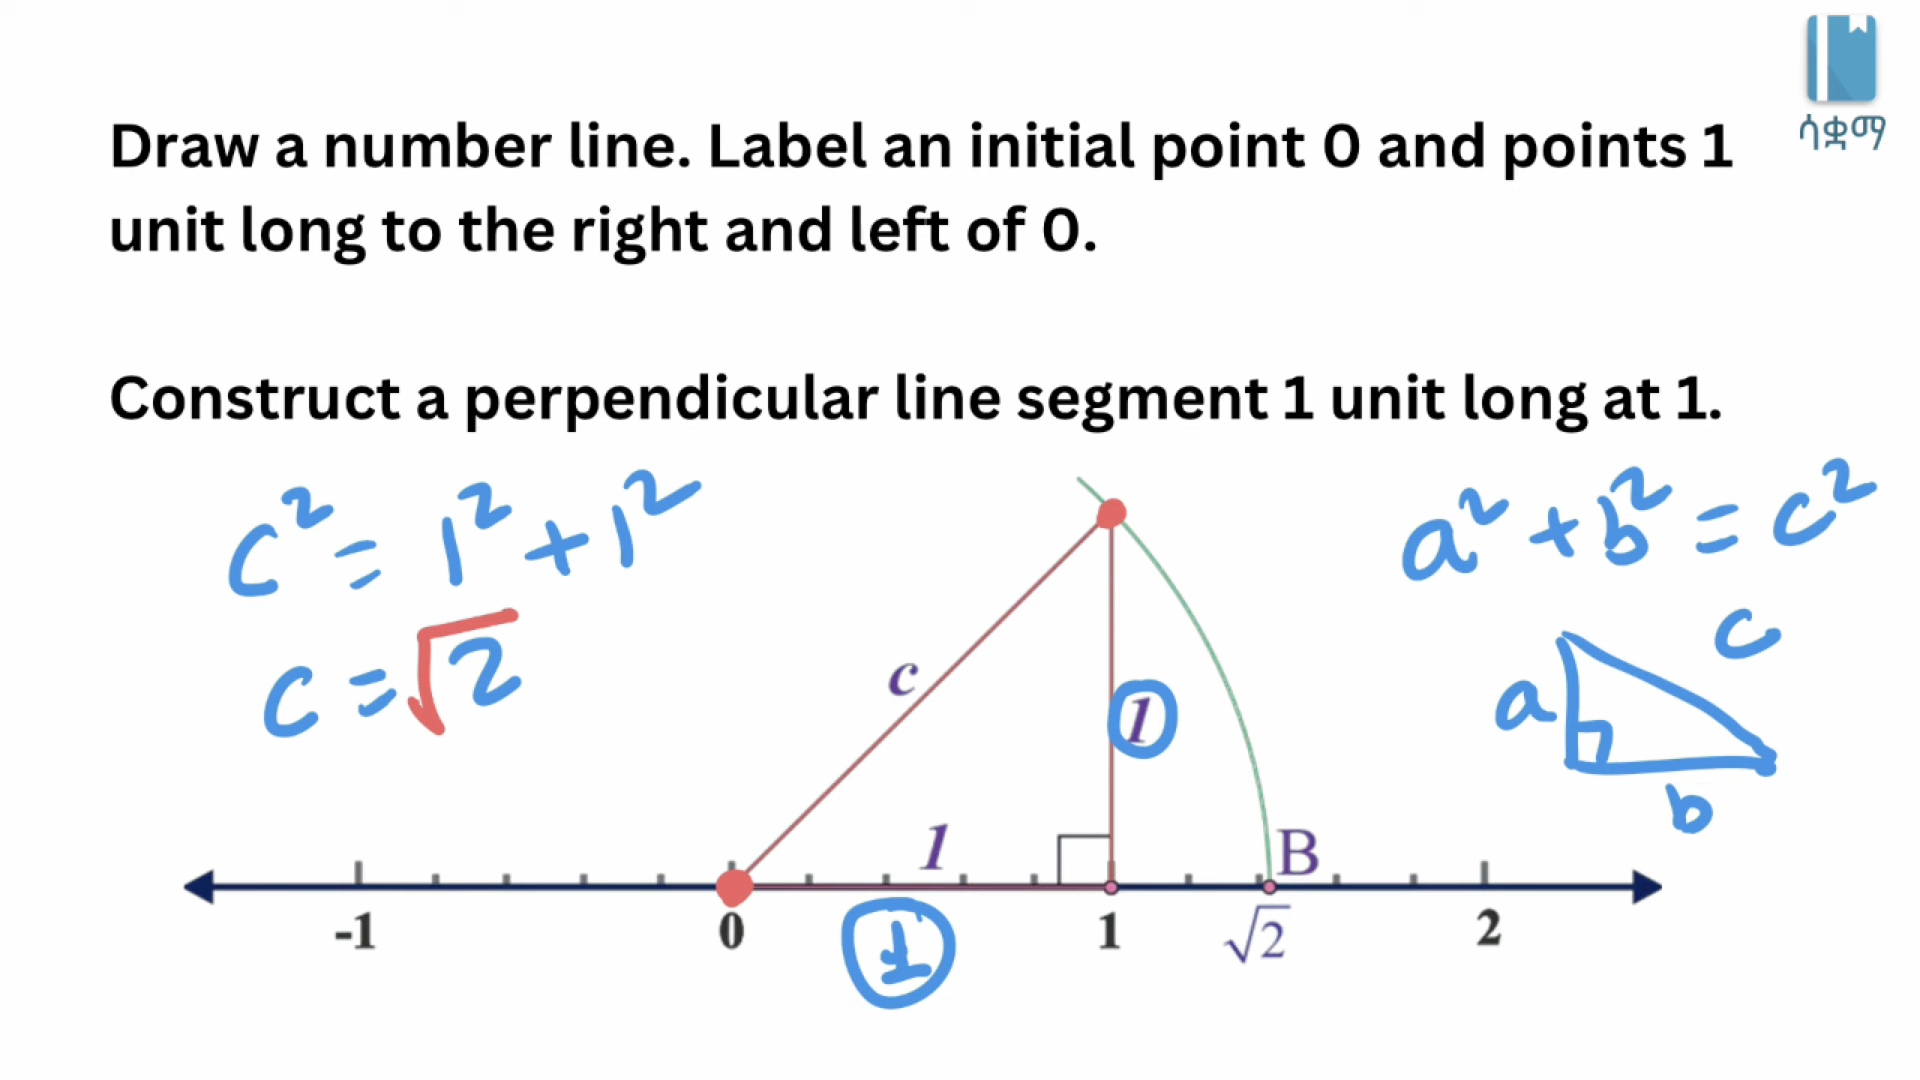 ሳቋማ
Draw a number line. Label an initial point 0 and points 1
unit long to the right and left of 0.
Construct a perpendicular line segment 1 unit long at 1.
c² = 1² + 1²
c = √2
a² + b² = c²
c
a
b
c
1
1
B
-1
0
1
√2
2
1